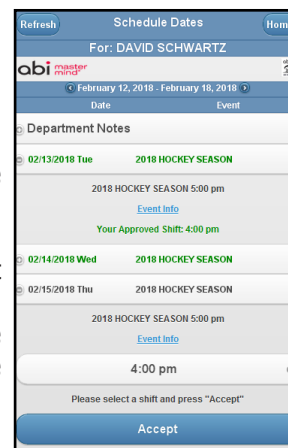 Refresh
Schedule Dates
Hom
For: DAVID SCHWARTZ
abi master mind
February 12, 2018 - February 18, 2018
Date Event
Department Notes
02/13/2018 Tue 2018 HOCKEY SEASON
2018 HOCKEY SEASON 5:00 pm
Event Info
Your Approved Shift: 4:00 pm
02/14/2018 Wed 2018 HOCKEY SEASON
02/15/2018 Thu 2018 HOCKEY SEASON
2018 HOCKEY SEASON 5:00 pm
Event Info
4:00 pm
Please select a shift and press "Accept"
Accept